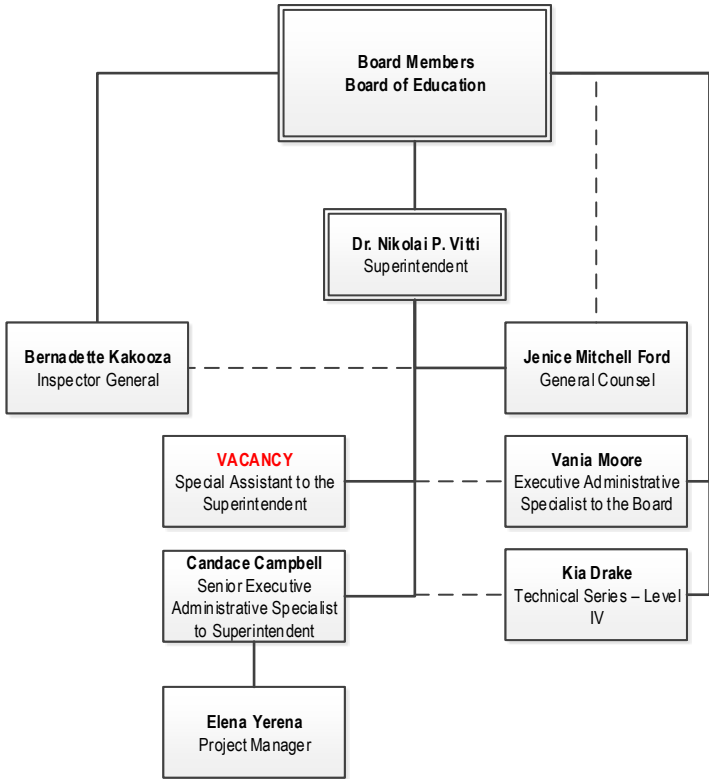 Board Members
Board of Education
Dr. Nikolai P. Vitti
Superintendent
Bernadette Kakooza
Inspector General
Jenice Mitchell Ford
General Counsel
VACANCY
Special Assistant to the
Superintendent
Vania Moore
Executive Administrative
Specialist to the Board
Candace Campbell
Senior Executive
Administrative Specialist
to Superintendent
Kia Drake
Technical Series – Level
IV
Elena Yerena
Project Manager